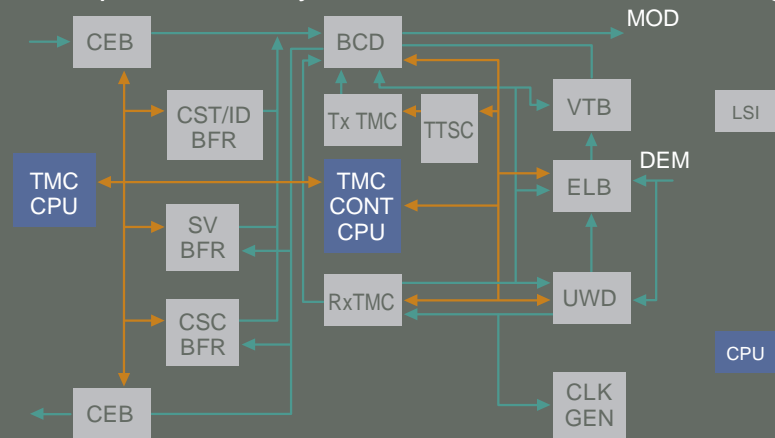 MOD
CEB
BCD
CST/ID
BFR
Tx TMC
TTSC
VTB
LSI
DEM
TMC
CPU
TMC
CONT
CPU
ELB
SV
BFR
RxTMC
UWD
CSC
BFR
CPU
CEB
CLK
GEN